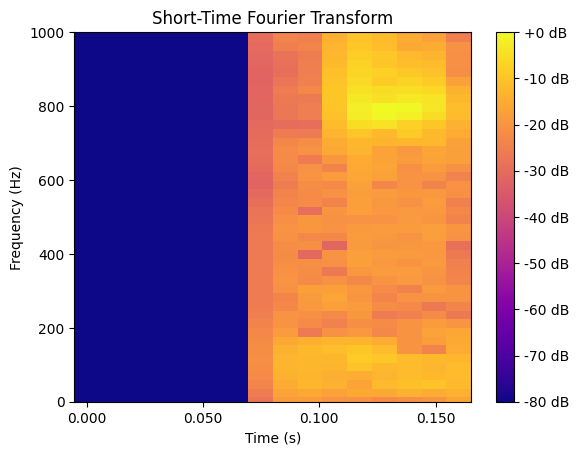 Short-Time Fourier Transform
1000
800
600
400
200
0
Frequency (Hz)
0.000
0.050
0.100
0.150
Time (s)
+0 dB
-10 dB
-20 dB
-30 dB
-40 dB
-50 dB
-60 dB
-70 dB
-80 dB